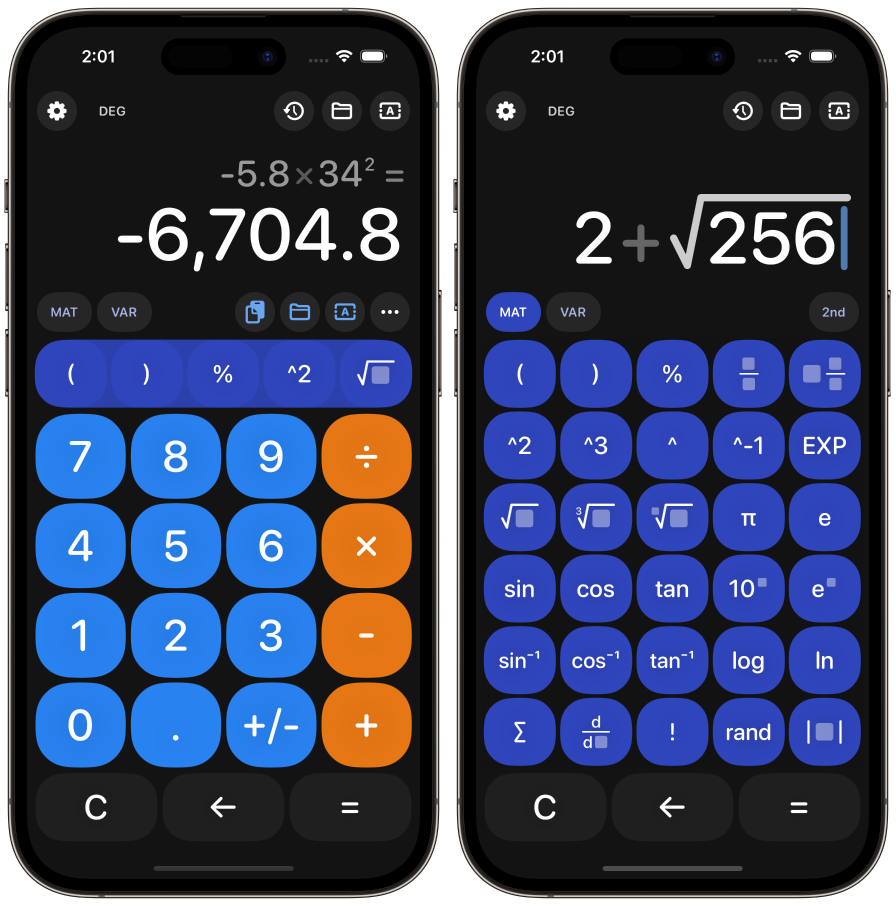 2:01
DEG
A
-5.8×34² =
-6,704.8
MAT VAR A ...
( ) % ^2 √
7 8 9 ÷
4 5 6 ×
1 2 3 -
0 . +/- +
C ← =
2:01
DEG
A
2+√256
MAT VAR 2nd
( ) %
^2 ^3 ^ ^-1 EXP
√ ³√ √ π e
sin cos tan 10 e
sin⁻¹ cos⁻¹ tan⁻¹ log ln
Σ d/d ! rand | |
C ← =